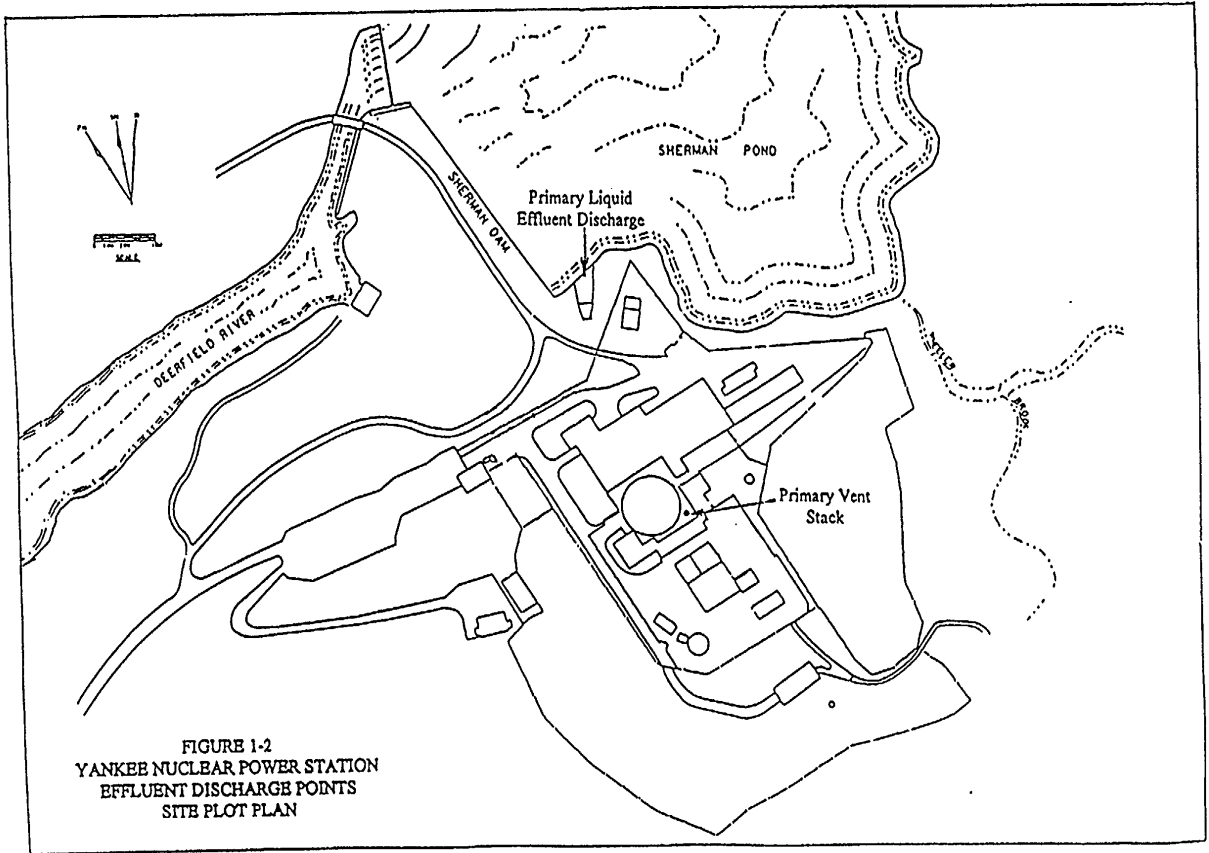 SHERMAN POND
Primary Liquid
Effluent Discharge
SHERMAN DAM
DEERFIELD RIVER
BROOK
Primary Vent
Stack
FIGURE 1-2
YANKEE NUCLEAR POWER STATION
EFFLUENT DISCHARGE POINTS
SITE PLOT PLAN